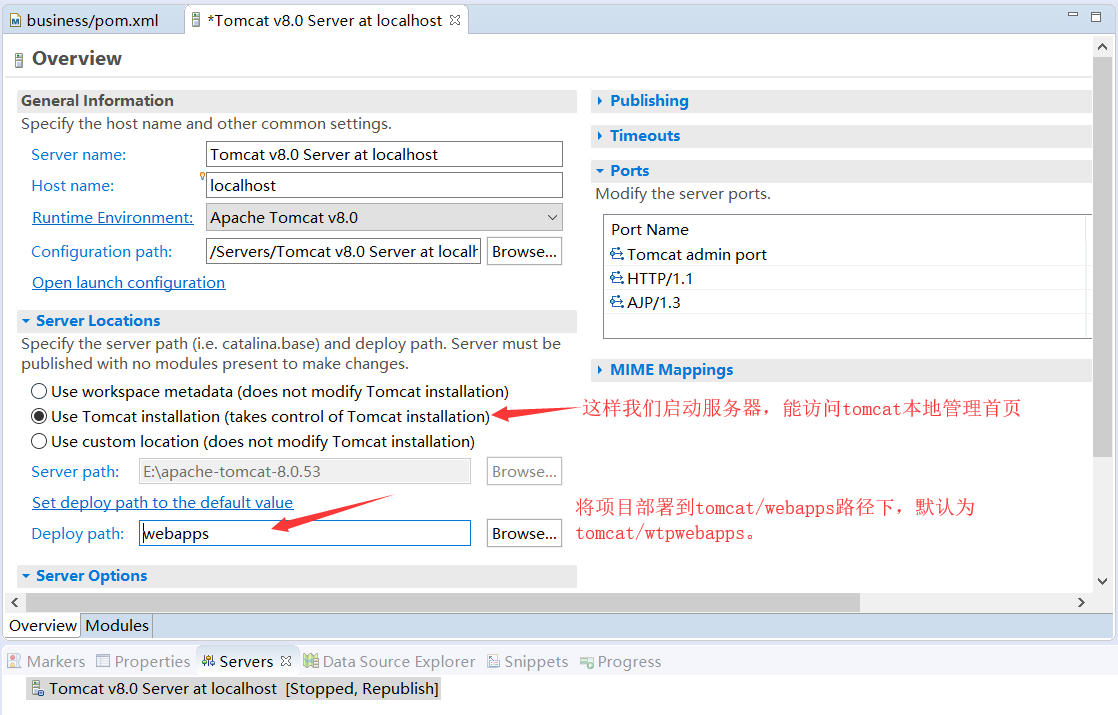 business/pom.xml
*Tomcat v8.0 Server at localhost
Overview
General Information
Specify the host name and other common settings.
Server name:
Tomcat v8.0 Server at localhost
Host name:
localhost
Runtime Environment:
Apache Tomcat v8.0
Configuration path:
/Servers/Tomcat v8.0 Server at localh
Browse...
Open launch configuration
Server Locations
Specify the server path (i.e. catalina.base) and deploy path. Server must be
published with no modules present to make changes.
Use workspace metadata (does not modify Tomcat installation)
Use Tomcat installation (takes control of Tomcat installation)
Use custom location (does not modify Tomcat installation)
Server path:
E:\apache-tomcat-8.0.53
Browse...
Set deploy path to the default value
Deploy path:
webapps
Browse...
Server Options
Publishing
Timeouts
Ports
Modify the server ports.
Port Name
Tomcat admin port
HTTP/1.1
AJP/1.3
MIME Mappings
这样我们启动服务器，能访问tomcat本地管理首页
将项目部署到tomcat/webapps路径下，默认为
tomcat/wtpwebapps。
Overview
Modules
Markers
Properties
Servers
Data Source Explorer
Snippets
Progress
Tomcat v8.0 Server at localhost [Stopped, Republish]